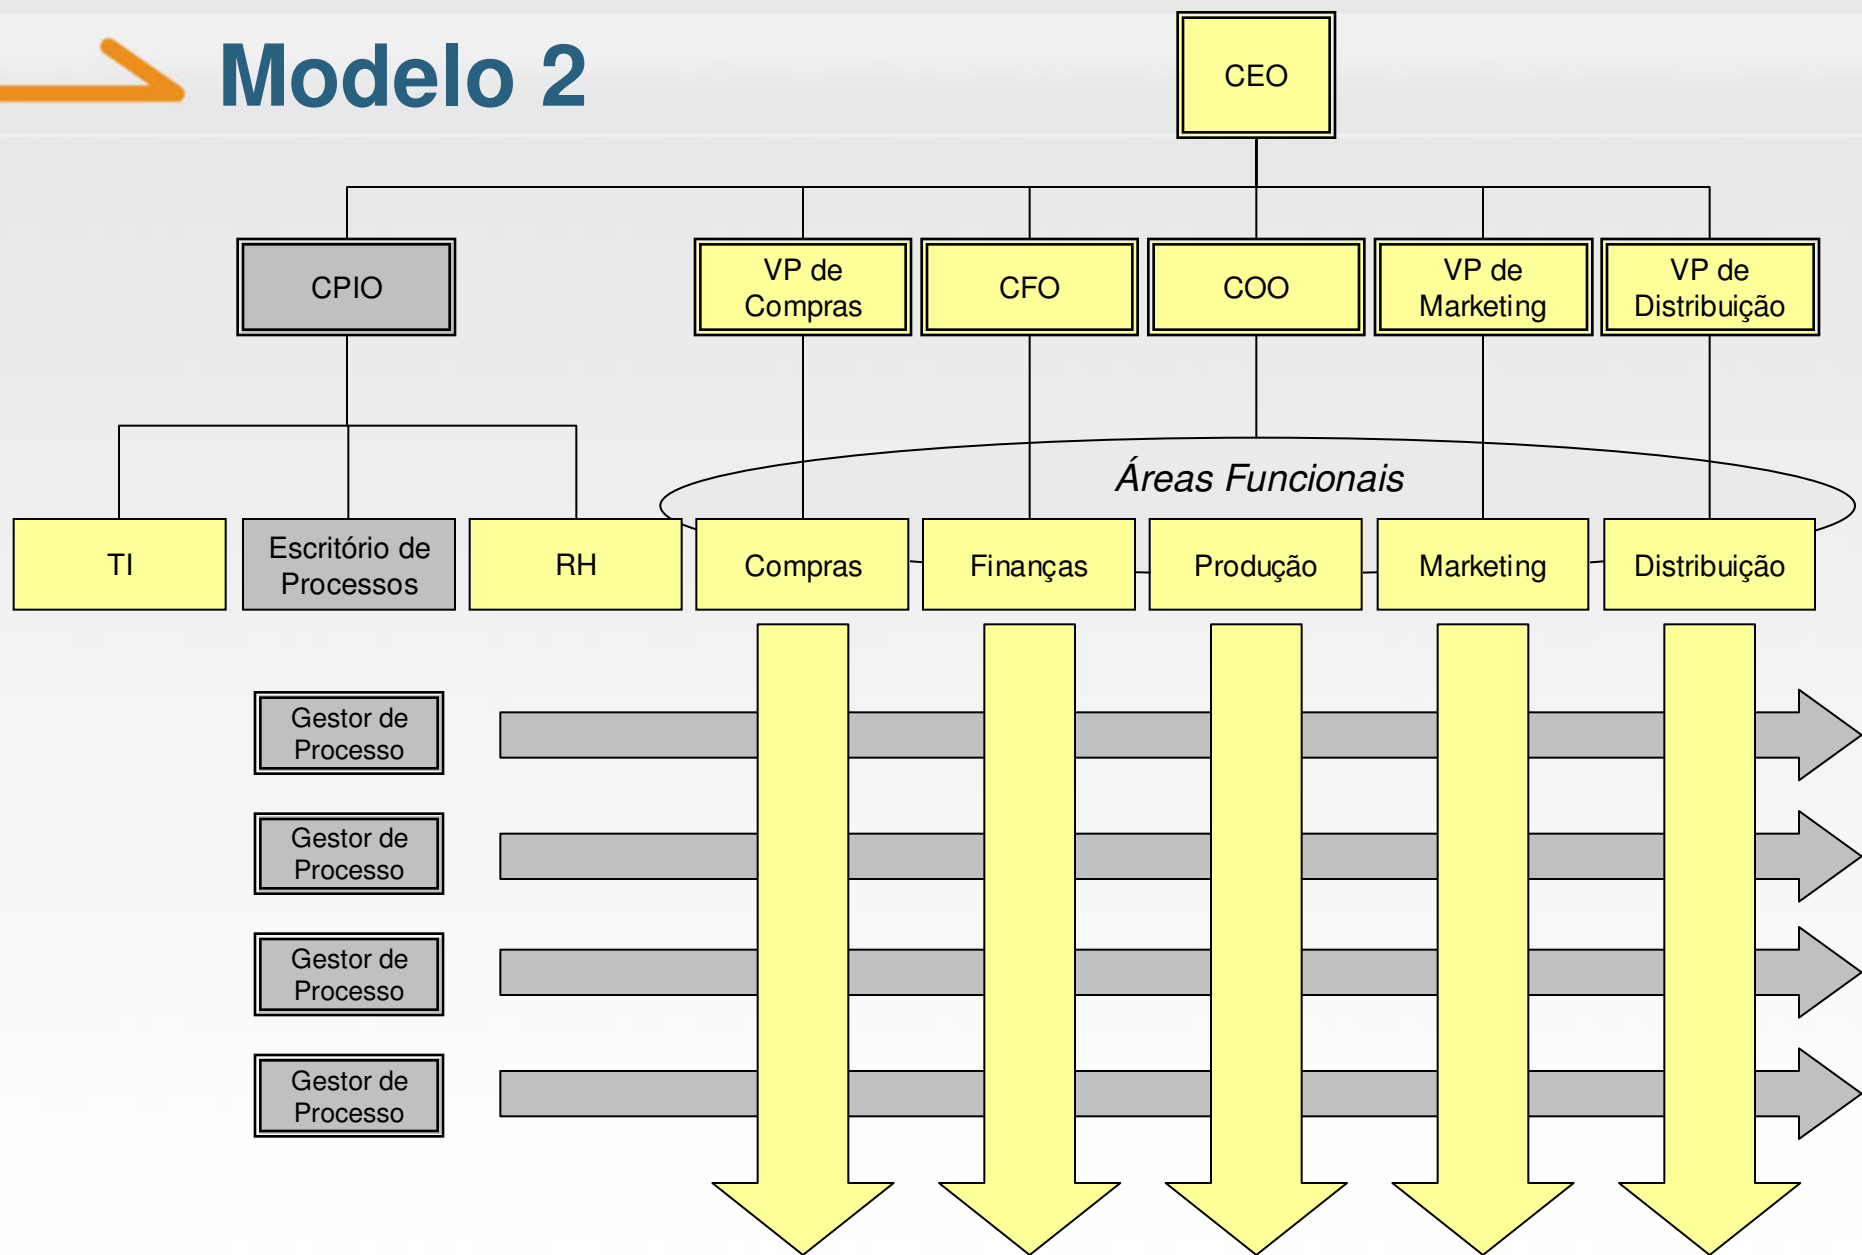 Modelo 2
CEO
CPIO
VP de
Compras
CFO
COO
VP de
Marketing
VP de
Distribuição
Áreas Funcionais
TI
Escritório de
Processos
RH
Compras
Finanças
Produção
Marketing
Distribuição
Gestor de
Processo
Gestor de
Processo
Gestor de
Processo
Gestor de
Processo